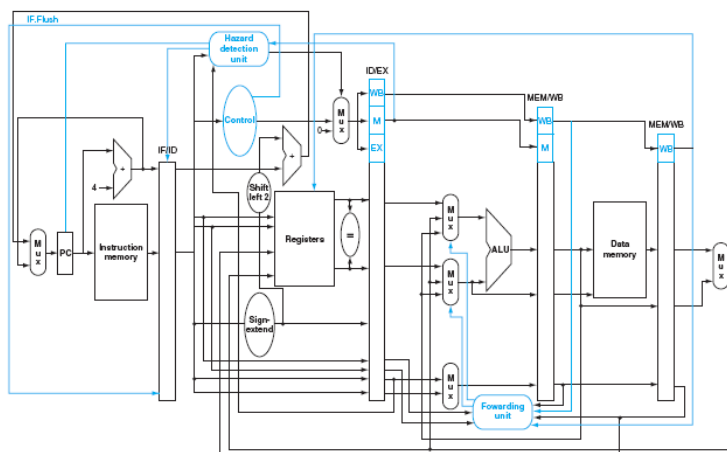 IF.Flush
Hazard
detection
unit
ID/EX
WB
MEM/WB
Control
M
u
x
0
M
WB
MEM/WB
EX
M
WB
IF/ID
+
+
4
Shift
left 2
M
u
x
PC
Instruction
memory
Registers
=
M
u
x
ALU
M
u
x
Data
memory
M
u
x
Sign-
extend
M
u
x
Fowarding
unit